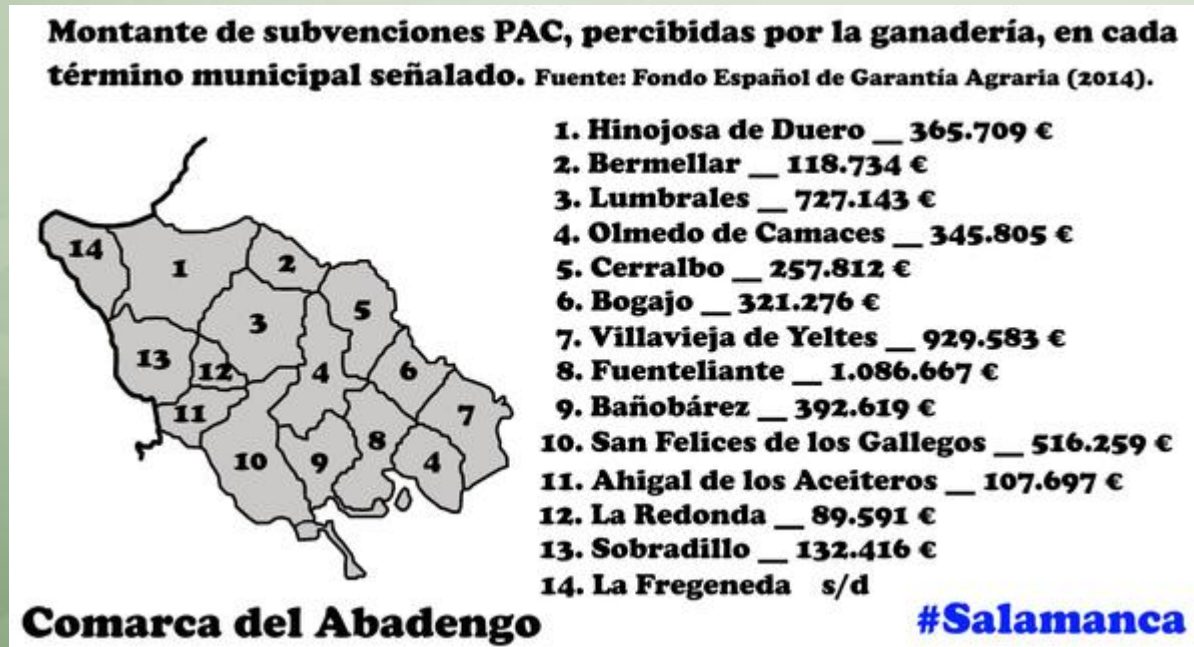 Montante de subvenciones PAC, percibidas por la ganadería, en cada
término municipal señalado. Fuente: Fondo Español de Garantía Agraria (2014).
1. Hinojosa de Duero __ 365.709 €
2. Bermellar __ 118.734 €
3. Lumbrales __ 727.143 €
4. Olmedo de Camaces __ 345.805 €
5. Cerralbo __ 257.812 €
6. Bogajo __ 321.276 €
7. Villavieja de Yeltes __ 929.583 €
8. Fuenteliante __ 1.086.667 €
9. Bañobárez __ 392.619 €
10. San Felices de los Gallegos __ 516.259 €
11. Ahigal de los Aceiteros __ 107.697 €
12. La Redonda __ 89.591 €
13. Sobradillo __ 132.416 €
14. La Fregeneda s/d
14
1
2
3
5
13
12
4
6
11
7
10
9
8
4
Comarca del Abadengo
#Salamanca